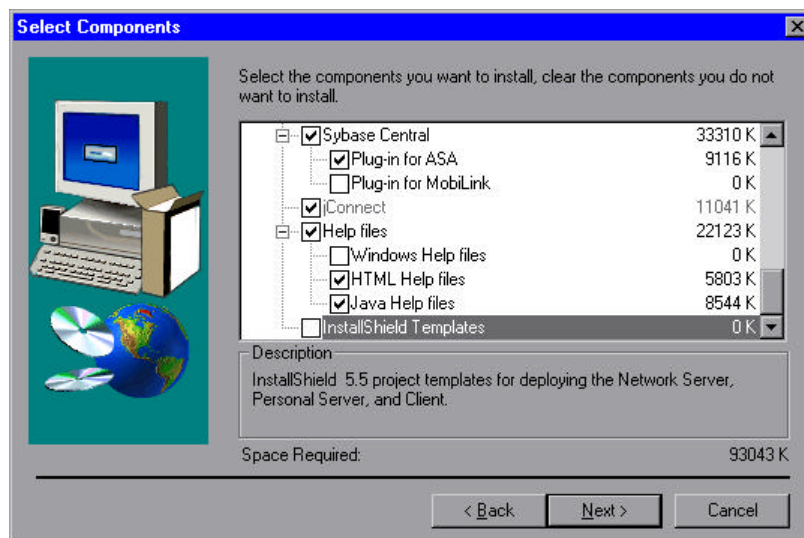 Select Components
Select the components you want to install, clear the components you do not
want to install.
Sybase Central 33310 K
Plug-in for ASA 9116 K
Plug-in for MobiLink 0 K
jConnect 11041 K
Help files 22123 K
Windows Help files 0 K
HTML Help files 5803 K
Java Help files 8544 K
InstallShield Templates 0 K
Description
InstallShield 5.5 project templates for deploying the Network Server,
Personal Server, and Client.
Space Required: 93043 K
< Back Next > Cancel